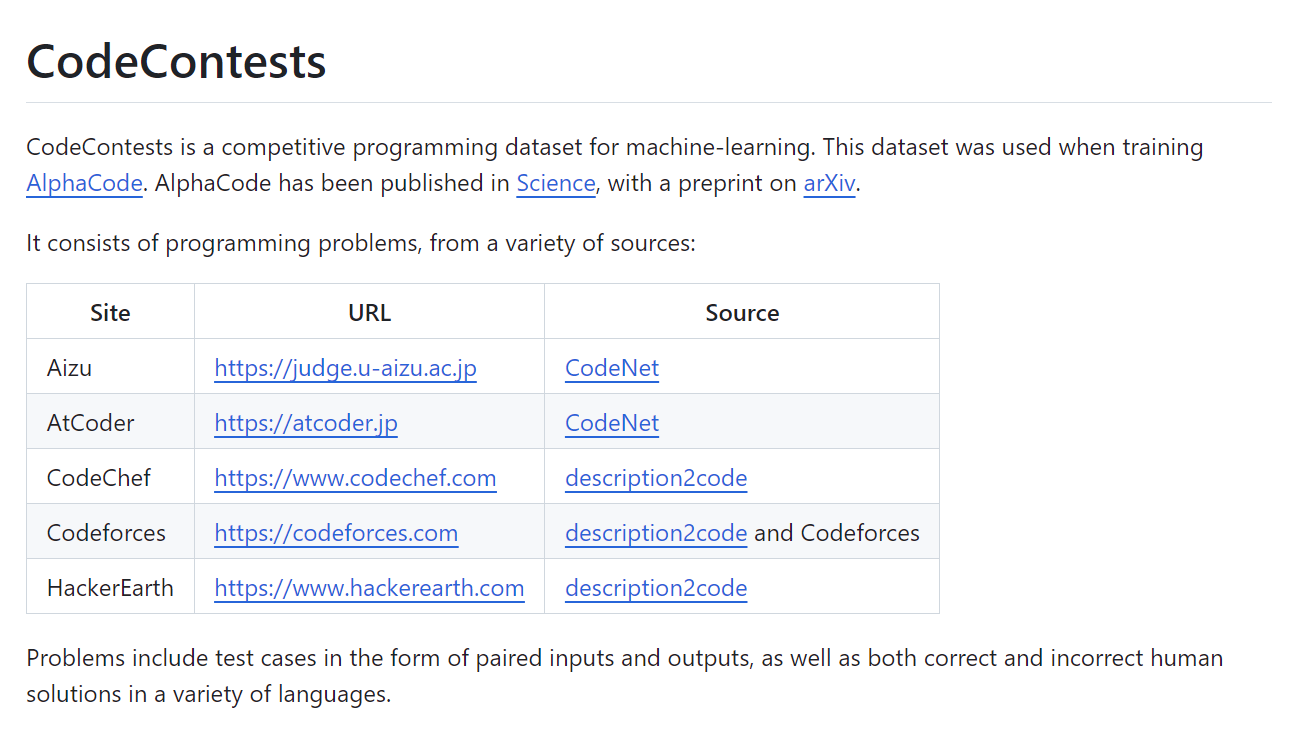 CodeContests
CodeContests is a competitive programming dataset for machine-learning. This dataset was used when training
AlphaCode. AlphaCode has been published in Science, with a preprint on arXiv.
It consists of programming problems, from a variety of sources:
Site URL Source
Aizu https://judge.u-aizu.ac.jp CodeNet
AtCoder https://atcoder.jp CodeNet
CodeChef https://www.codechef.com description2code
Codeforces https://codeforces.com description2code and Codeforces
HackerEarth https://www.hackerearth.com description2code
Problems include test cases in the form of paired inputs and outputs, as well as both correct and incorrect human
solutions in a variety of languages.